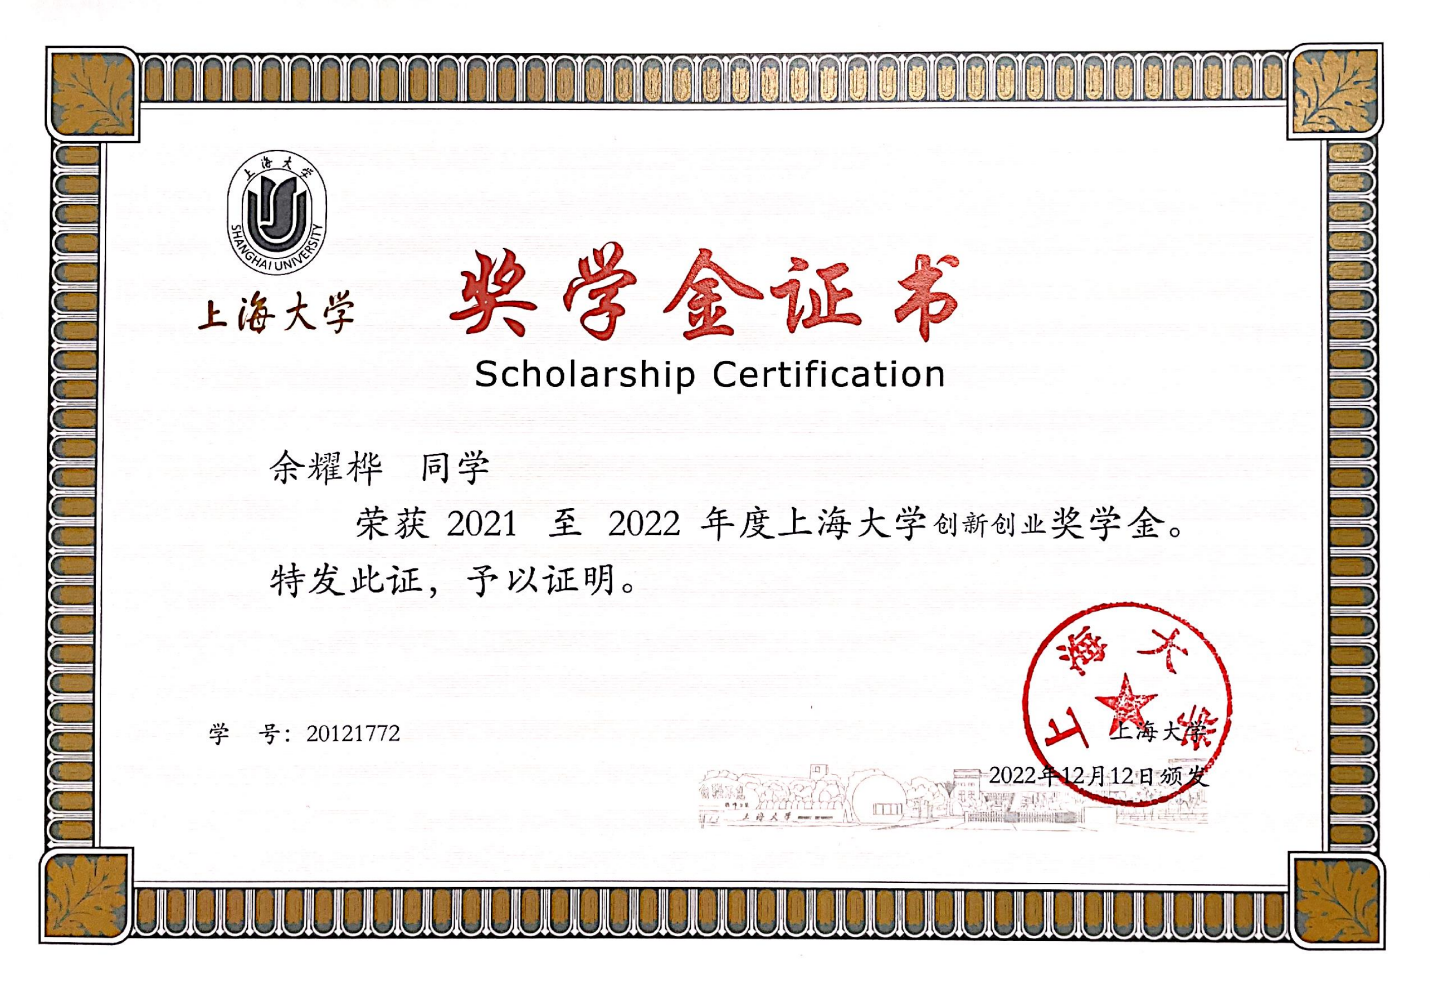 上海大学
SHANGHAI UNIVERSITY
上海大学
奖学金证书
Scholarship Certification
余耀桦 同学
荣获 2021 至 2022 年度上海大学创新创业奖学金。
特发此证，予以证明。
学 号：20121772
上海大学
上海大学
2022年12月12日颁发
上海大学